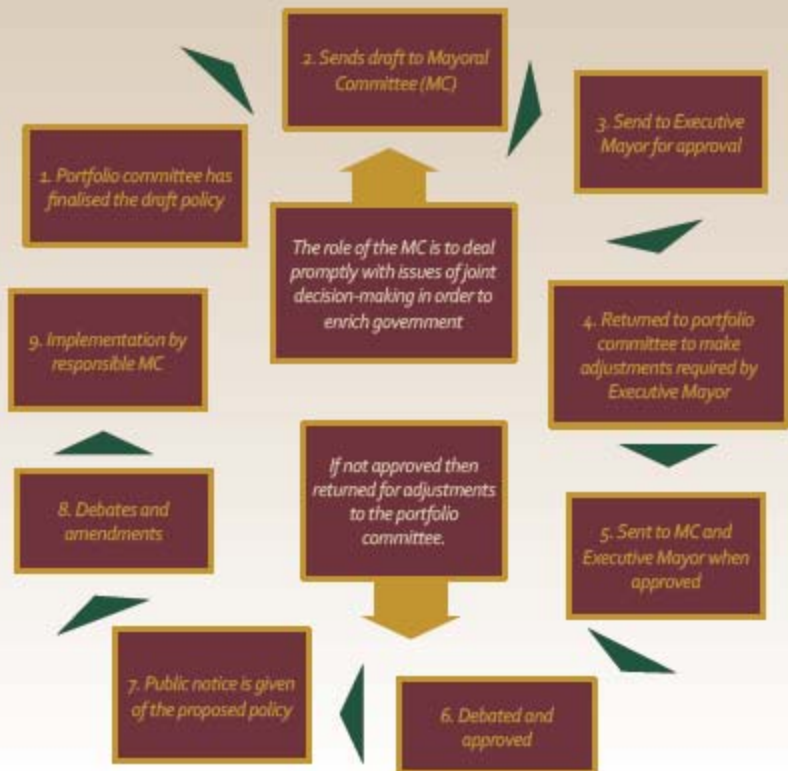 1. Portfolio committee has
finalised the draft policy
2. Sends draft to Mayoral
Committee (MC)
3. Send to Executive
Mayor for approval
The role of the MC is to deal
promptly with issues of joint
decision-making in order to
enrich government
4. Returned to portfolio
committee to make
adjustments required by
Executive Mayor
5. Sent to MC and
Executive Mayor when
approved
If not approved then
returned for adjustments
to the portfolio
committee.
6. Debated and
approved
7. Public notice is given
of the proposed policy
8. Debates and
amendments
9. Implementation by
responsible MC